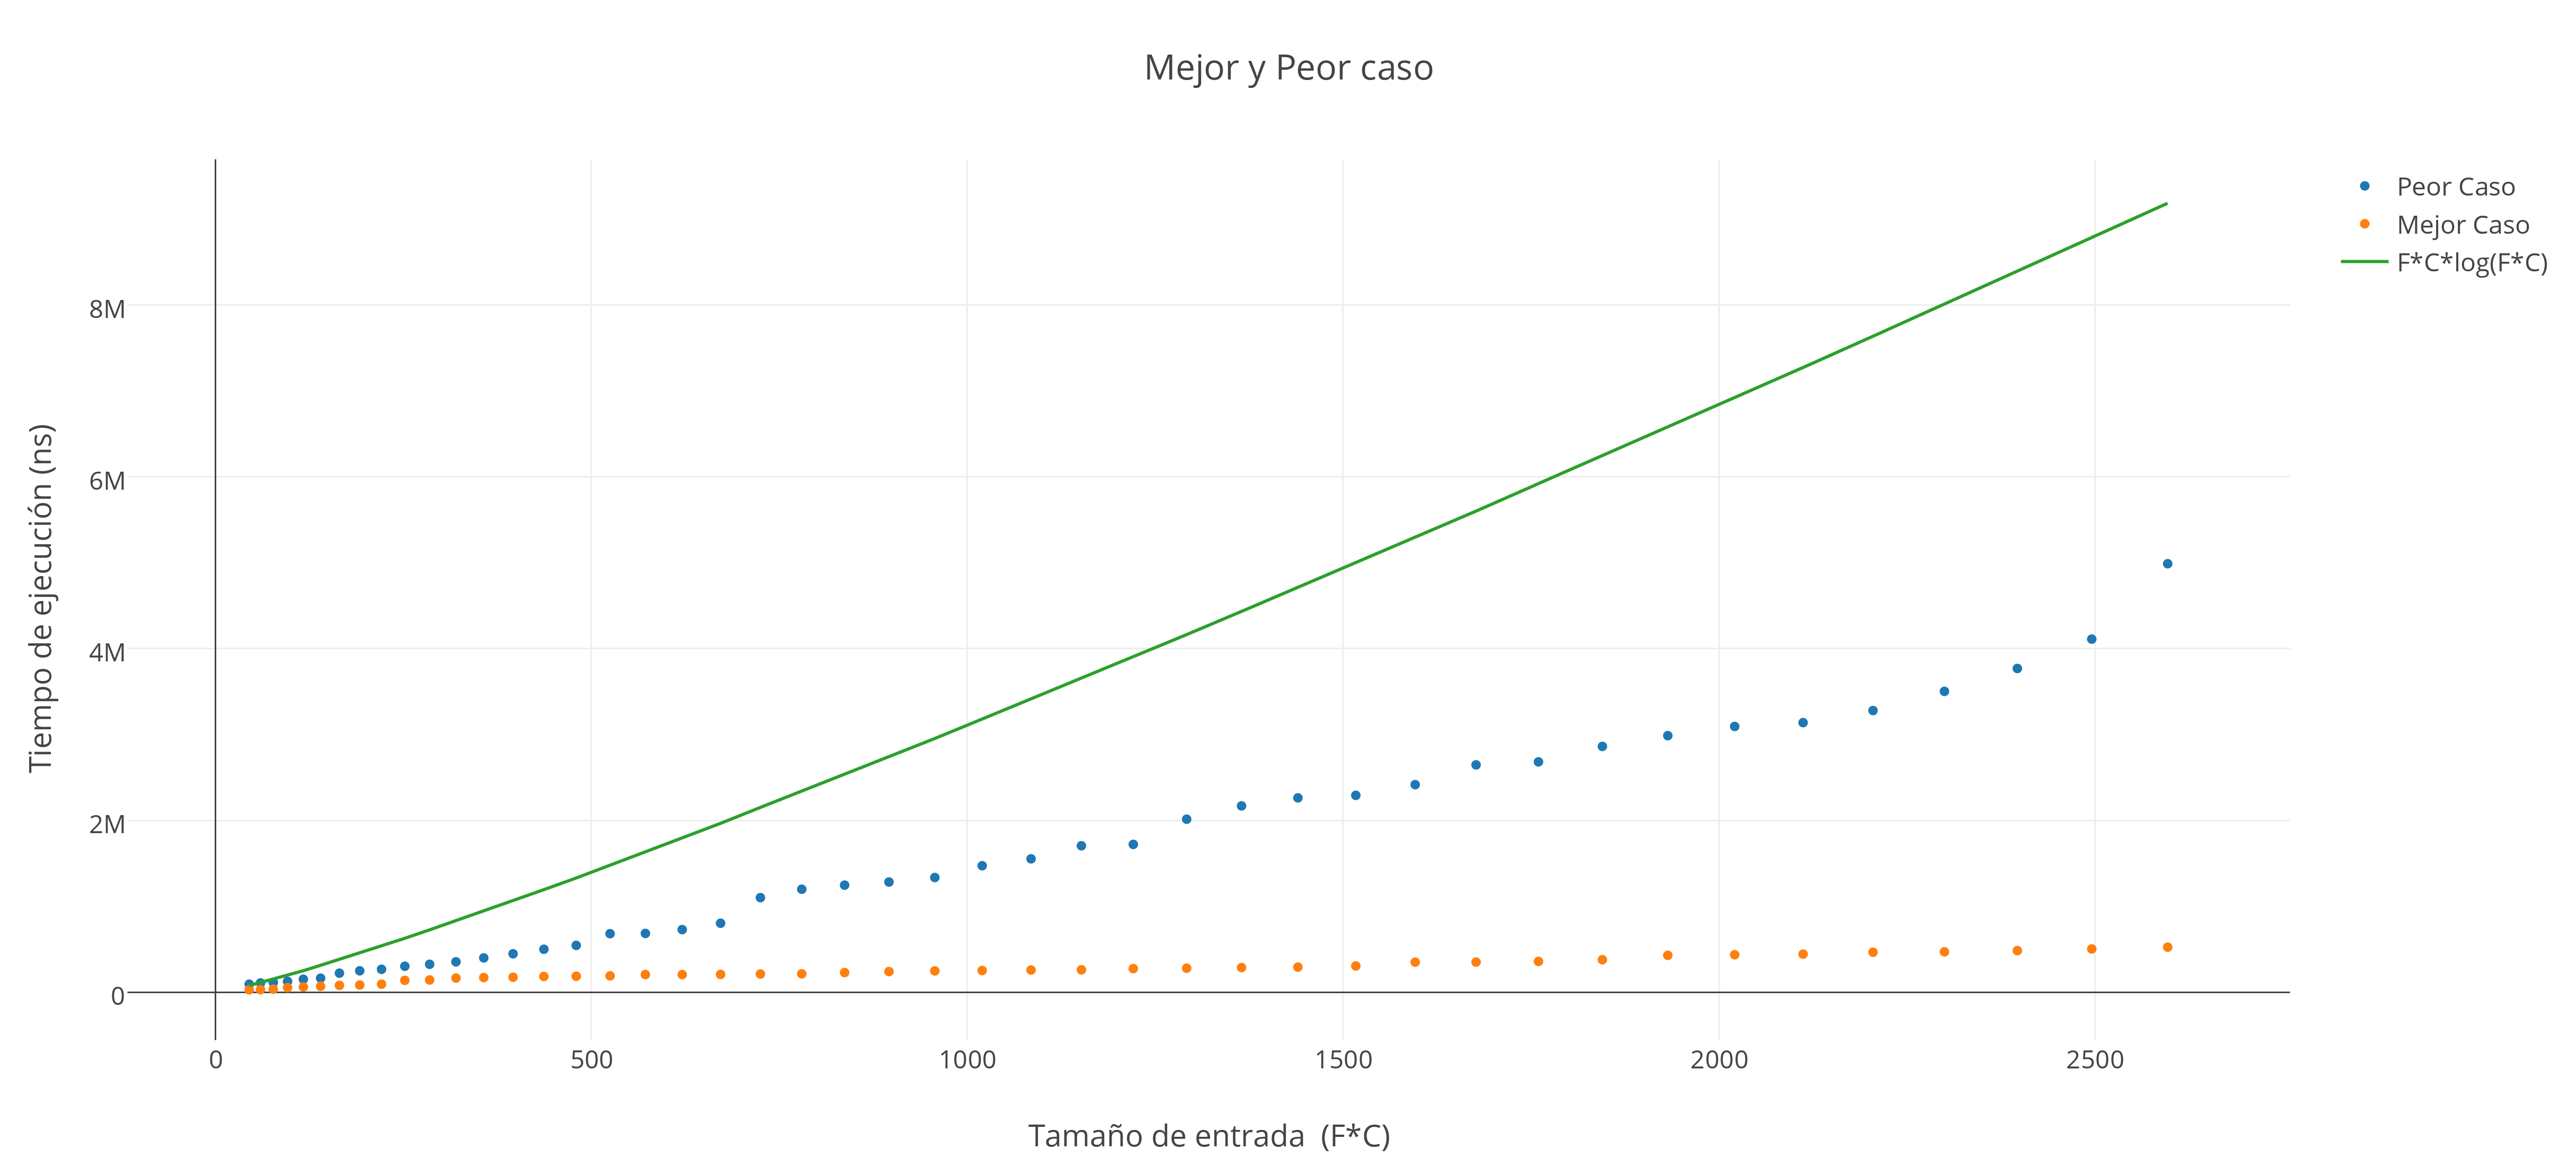 Mejor y Peor caso
Peor Caso
Mejor Caso
F*C*log(F*C)
Tiempo de ejecución (ns)
8M
6M
4M
2M
0
0
500
1000
1500
2000
2500
Tamaño de entrada  (F*C)